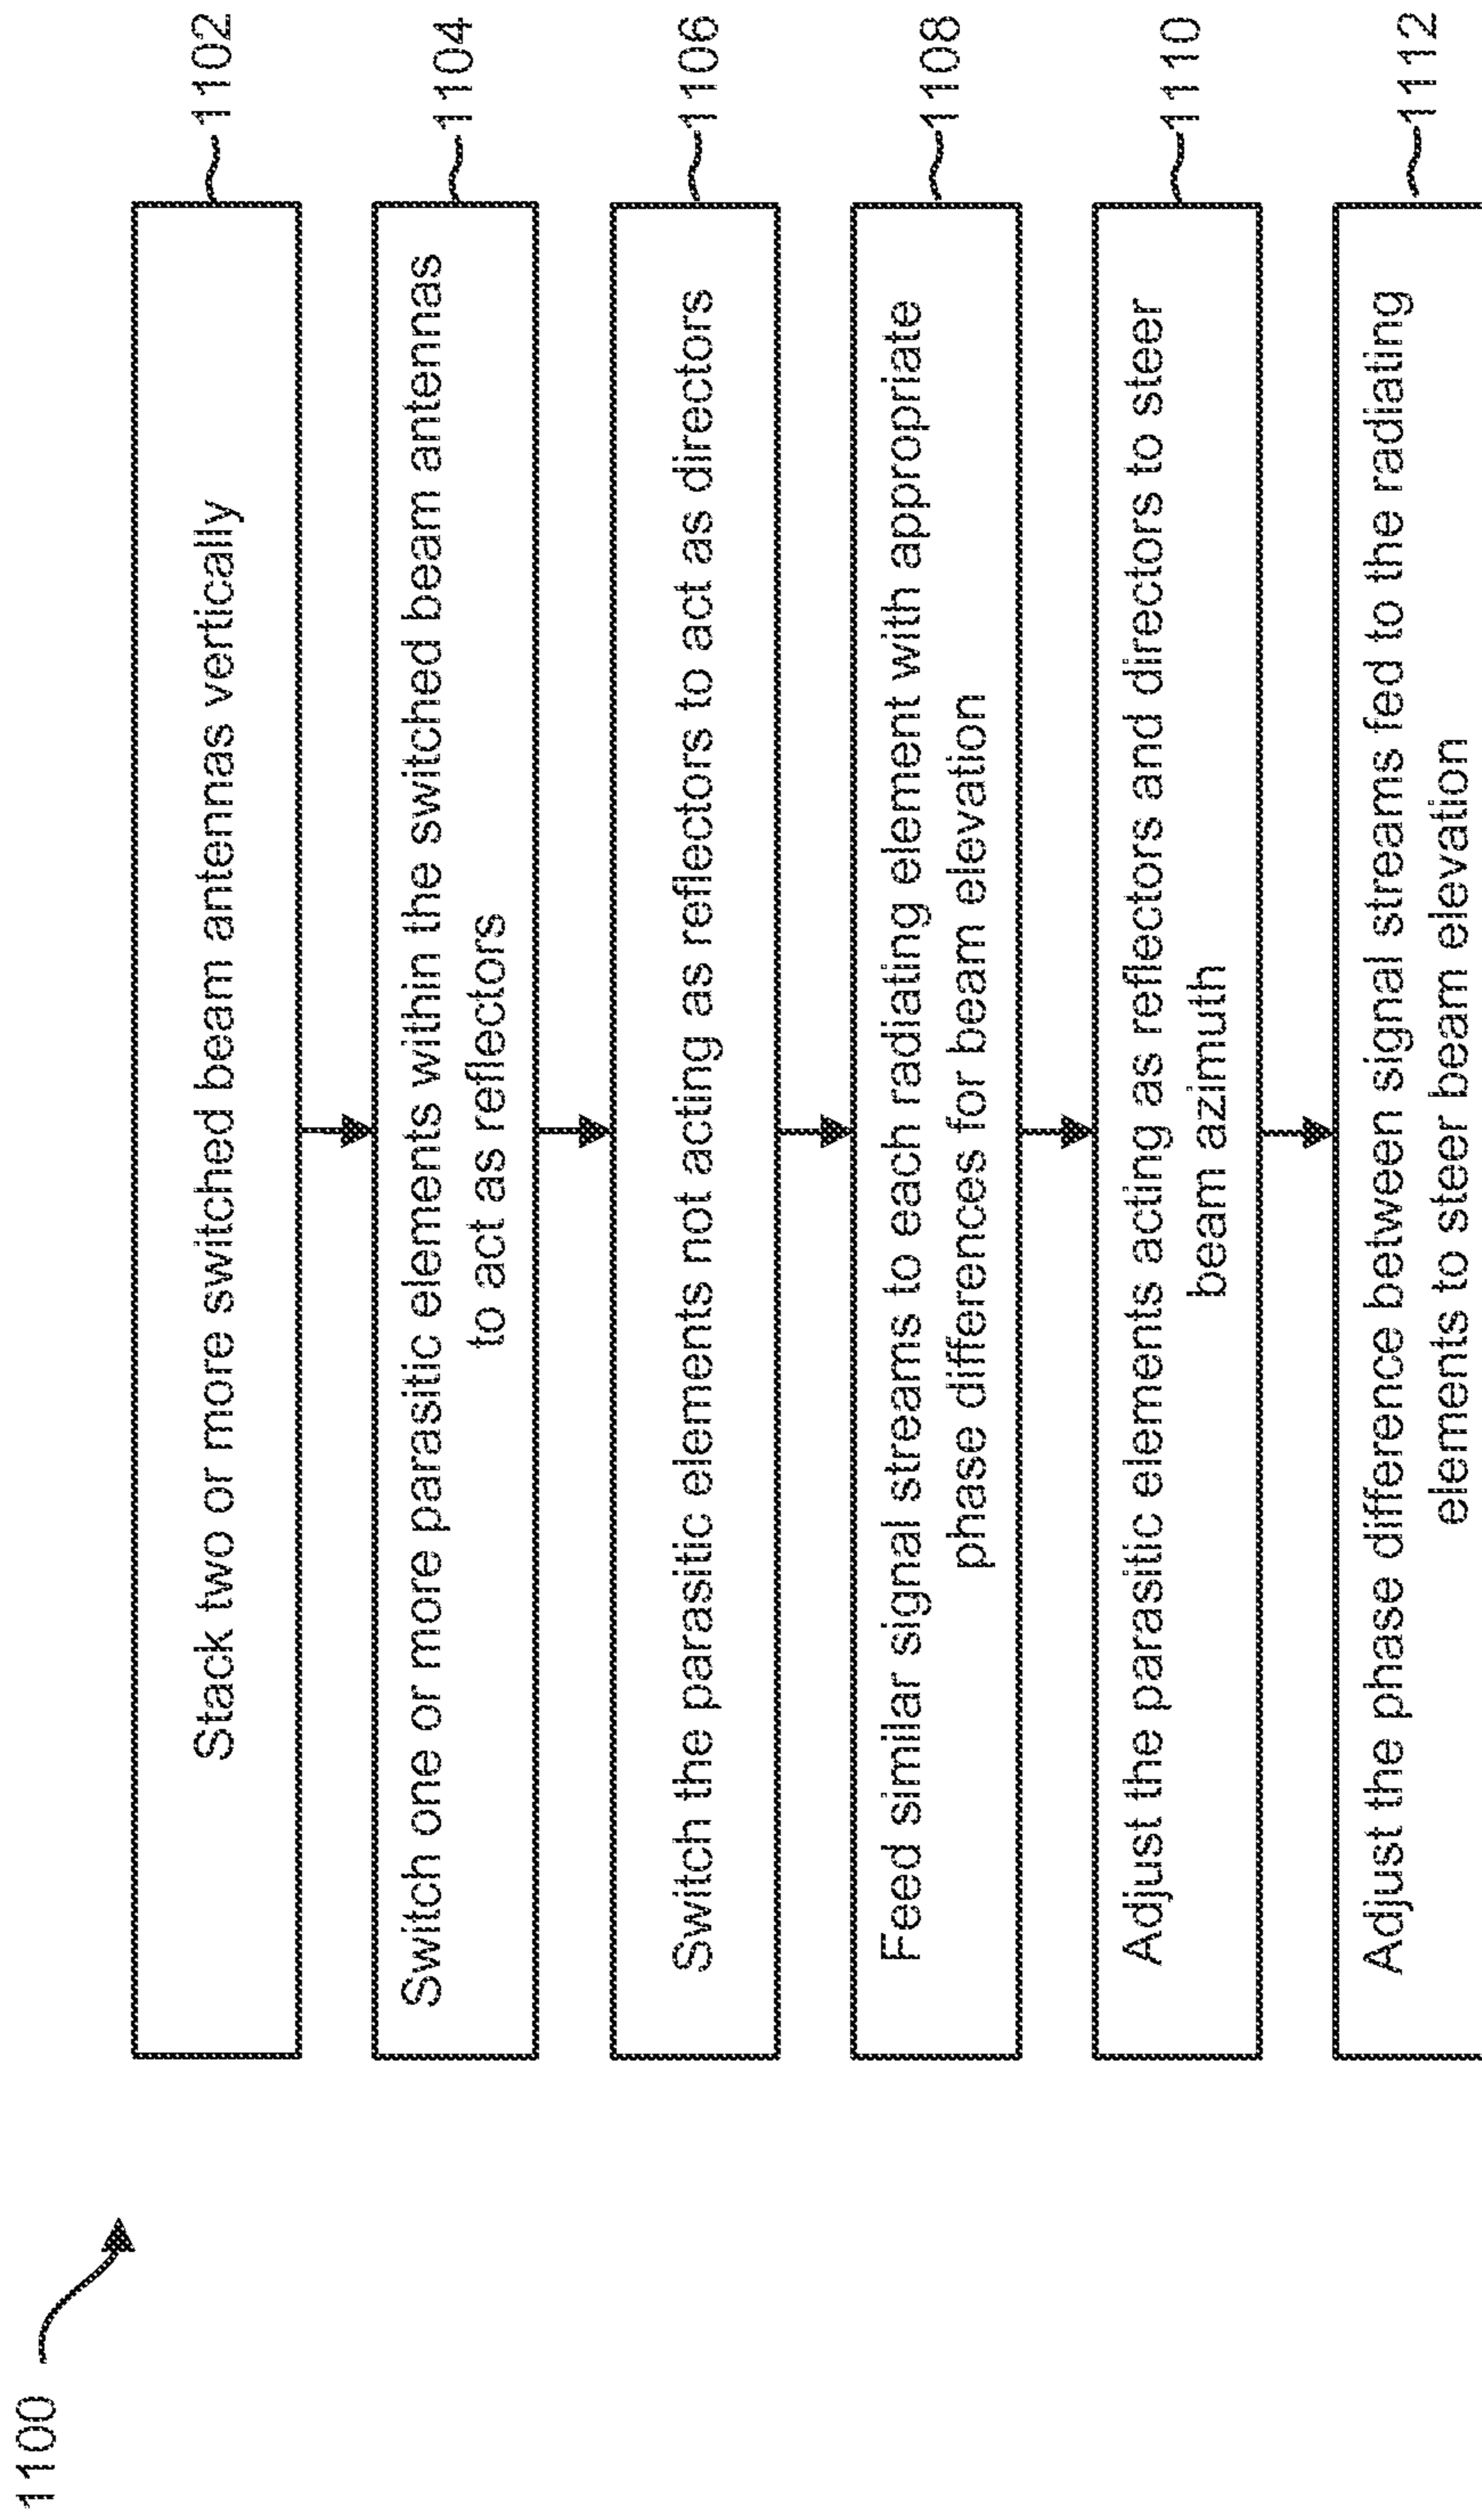 1100
Stack two or more switched beam antennas vertically
1102
Switch one or more parasitic elements within the switched beam antennas
to act as reflectors
1104
Switch the parasitic elements not acting as reflectors to act as directors
1106
Feed similar signal streams to each radiating element with appropriate
phase differences for beam elevation
1108
Adjust the parasitic elements acting as reflectors and directors to steer
beam azimuth
1110
Adjust the phase difference between signal streams fed to the radiating
elements to steer beam elevation
1112